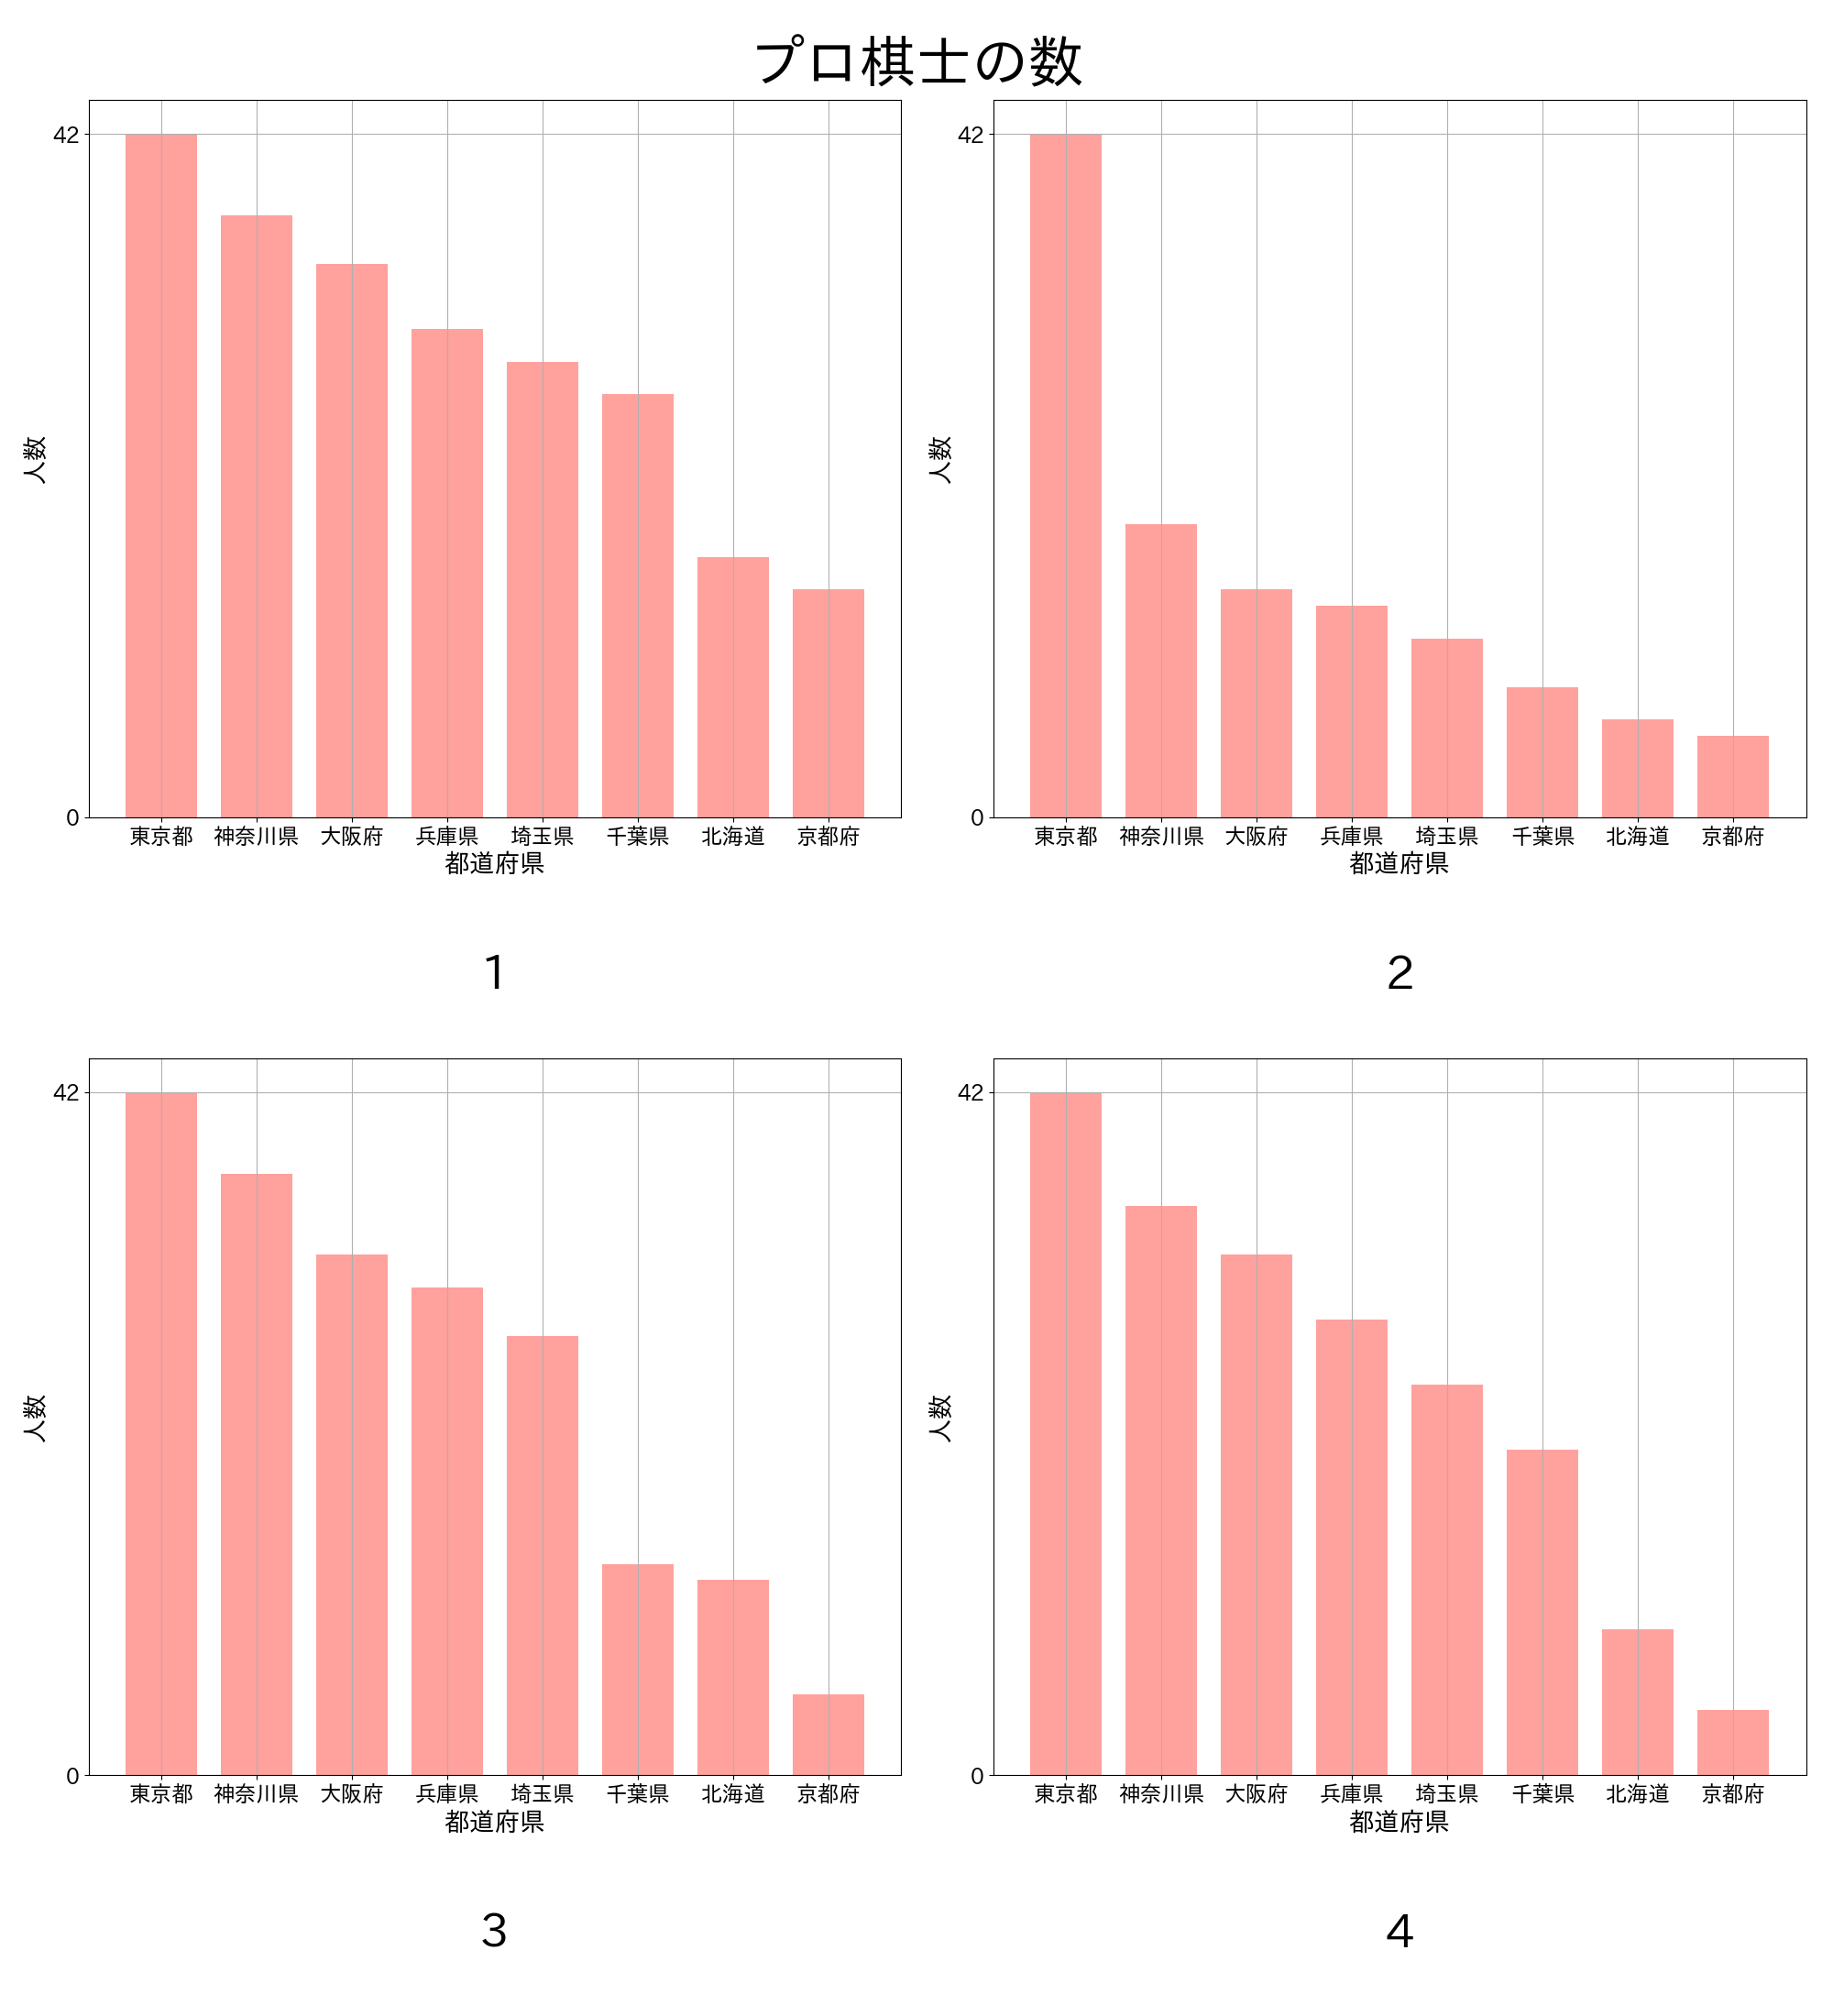 プロ棋士の数
42
0
人数
東京都 神奈川県 大阪府 兵庫県 埼玉県 千葉県 北海道 京都府
都道府県
1
42
0
人数
東京都 神奈川県 大阪府 兵庫県 埼玉県 千葉県 北海道 京都府
都道府県
2
42
0
人数
東京都 神奈川県 大阪府 兵庫県 埼玉県 千葉県 北海道 京都府
都道府県
3
42
0
人数
東京都 神奈川県 大阪府 兵庫県 埼玉県 千葉県 北海道 京都府
都道府県
4